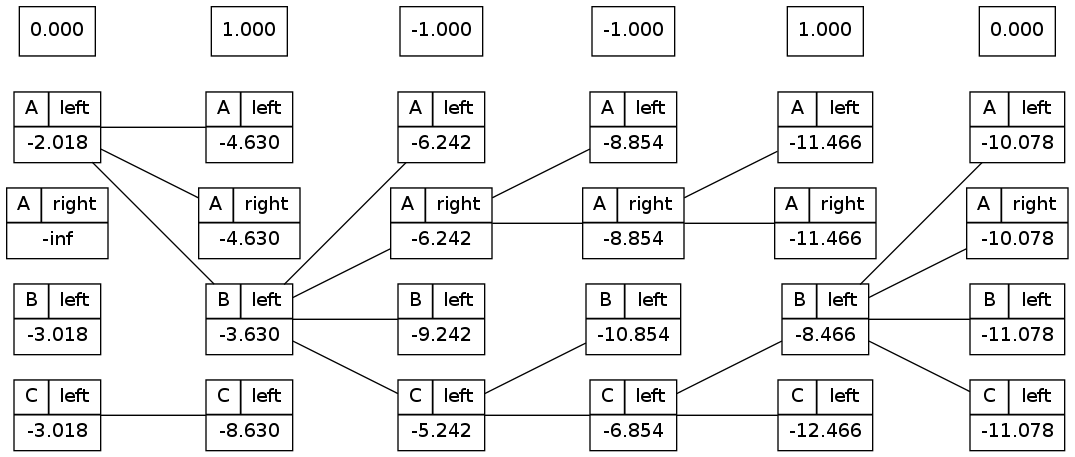 0.000 1.000 -1.000 -1.000 1.000 0.000
A left A left A left A left A left A left
-2.018 -4.630 -6.242 -8.854 -11.466 -10.078
A right A right A right A right A right A right
-inf -4.630 -6.242 -8.854 -11.466 -10.078
B left B left B left B left B left B left
-3.018 -3.630 -9.242 -10.854 -8.466 -11.078
C left C left C left C left C left C left
-3.018 -8.630 -5.242 -6.854 -12.466 -11.078